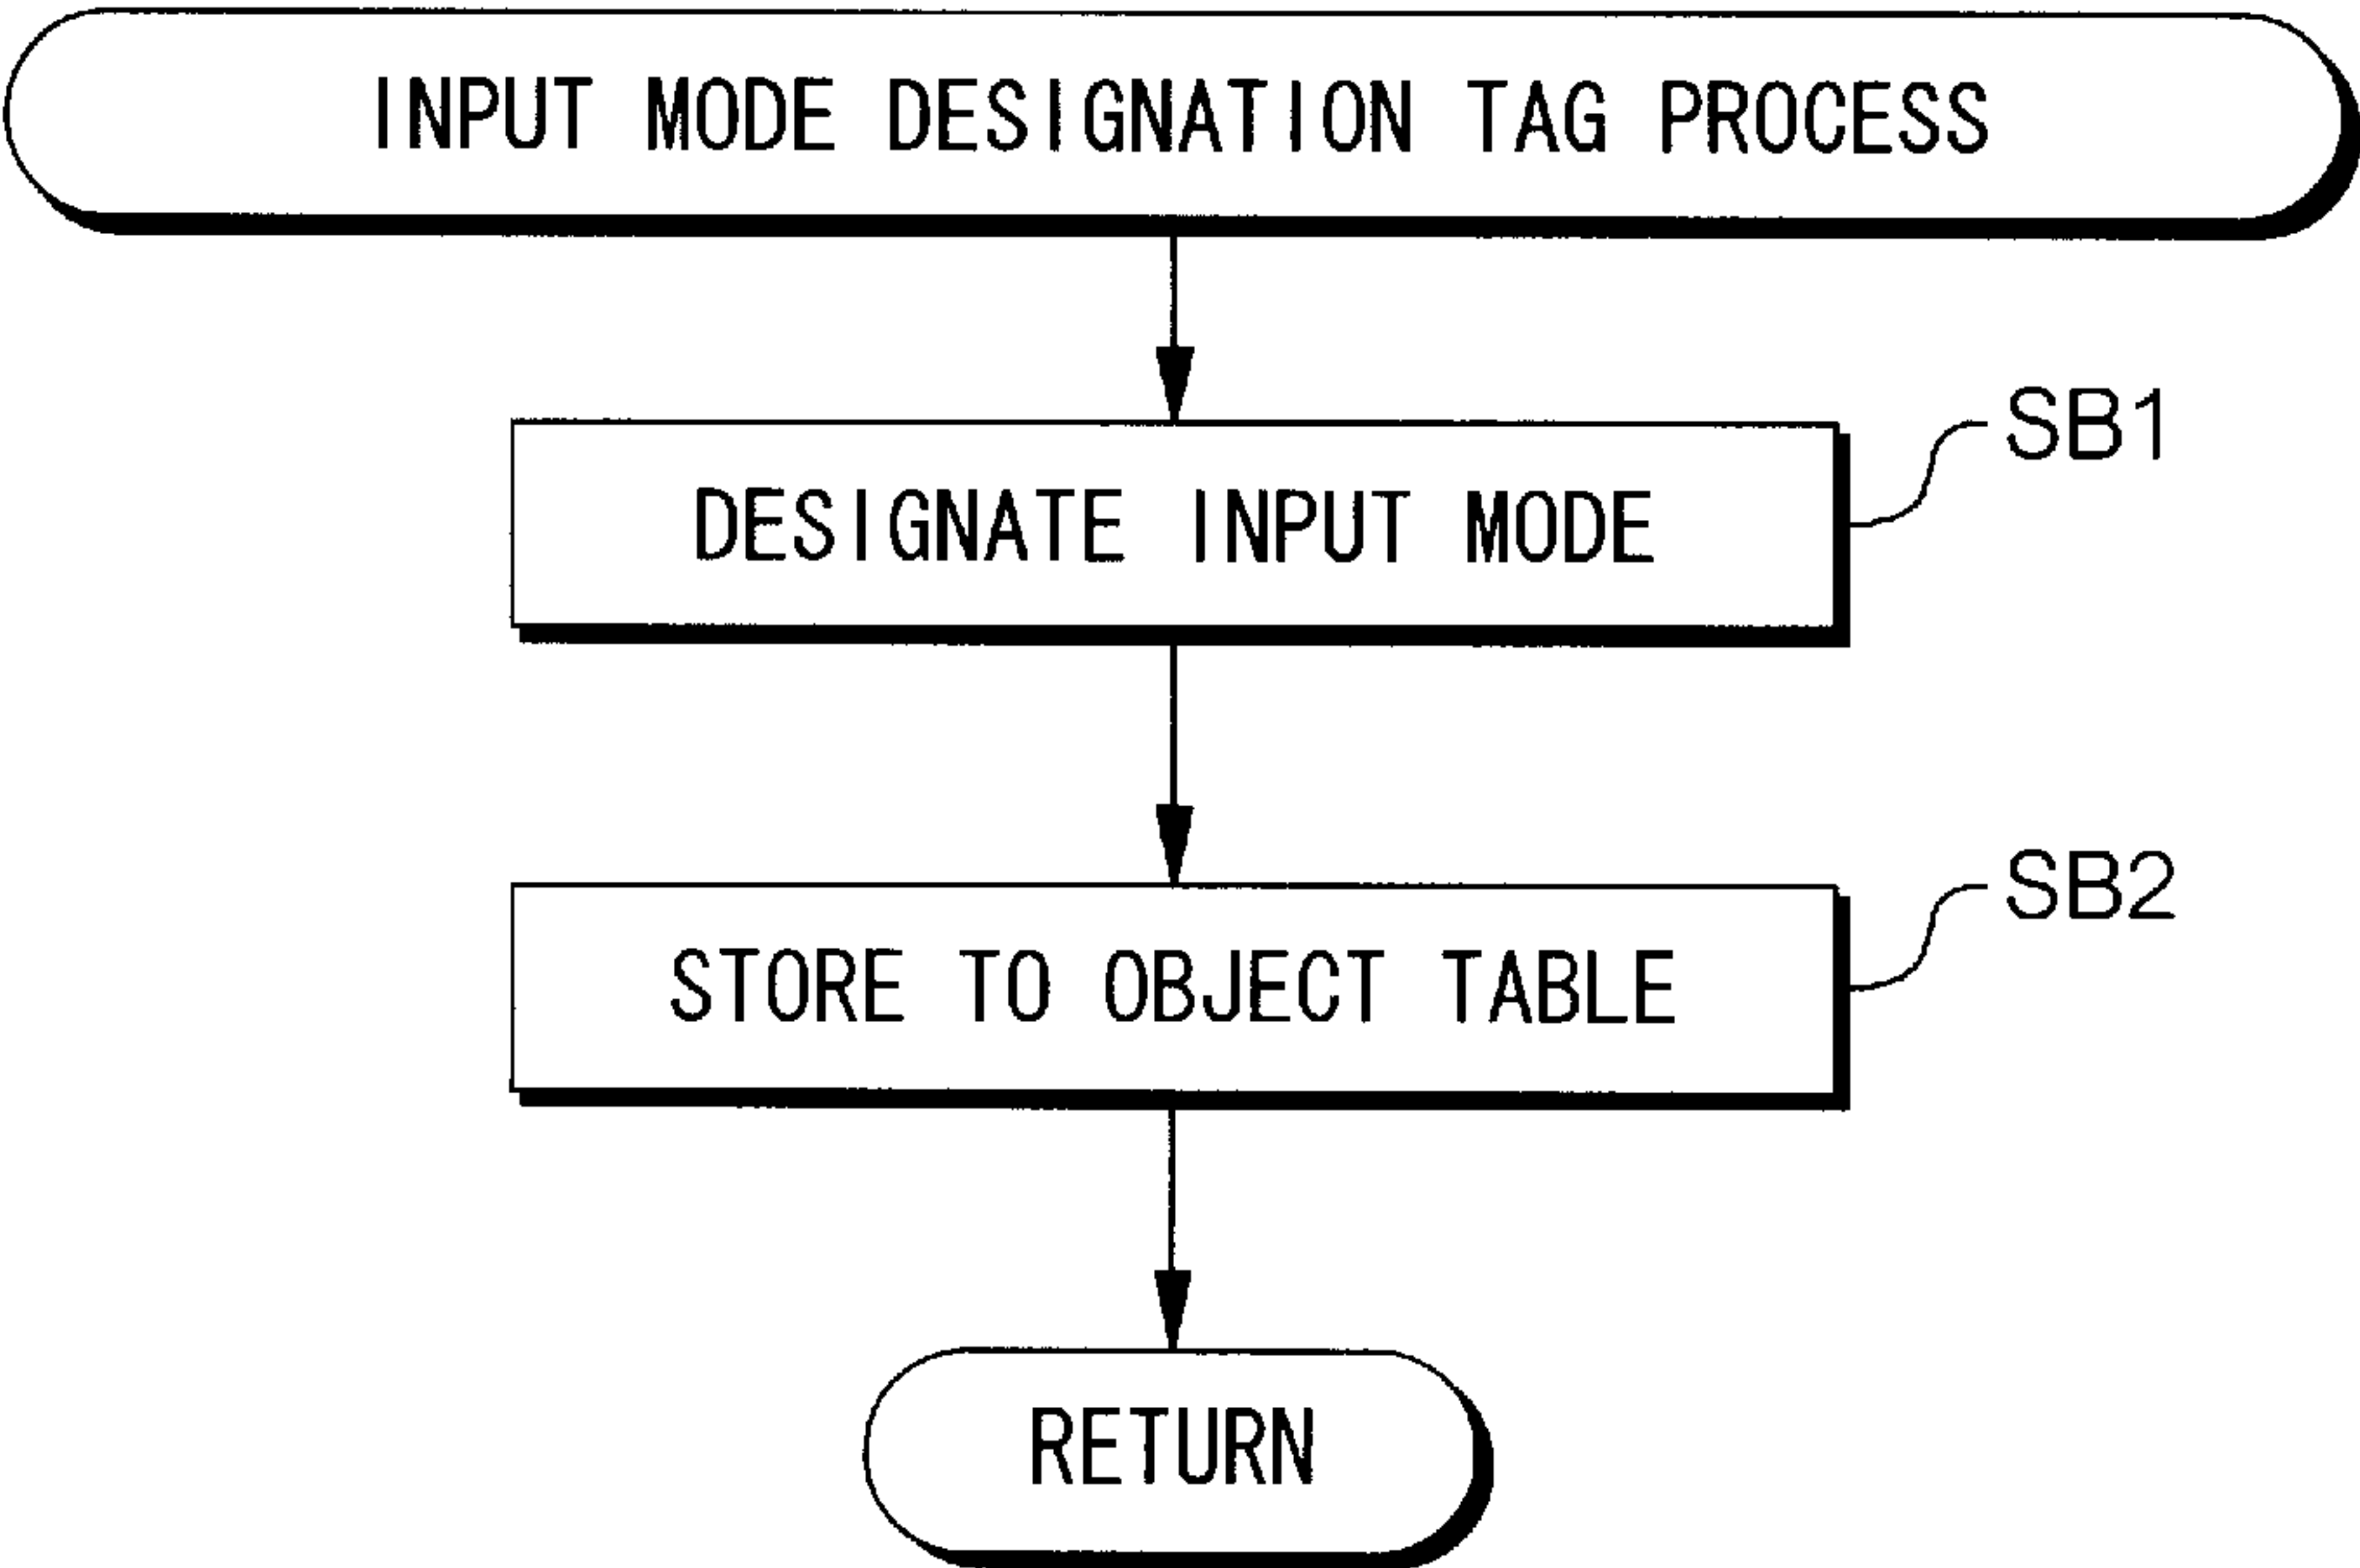 INPUT MODE DESIGNATION TAG PROCESS
SB1
DESIGNATE INPUT MODE
SB2
STORE TO OBJECT TABLE
RETURN